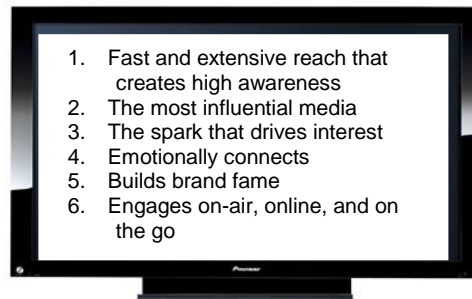 1. Fast and extensive reach that
creates high awareness
2. The most influential media
3. The spark that drives interest
4. Emotionally connects
5. Builds brand fame
6. Engages on-air, online, and on
the go
Pioneer